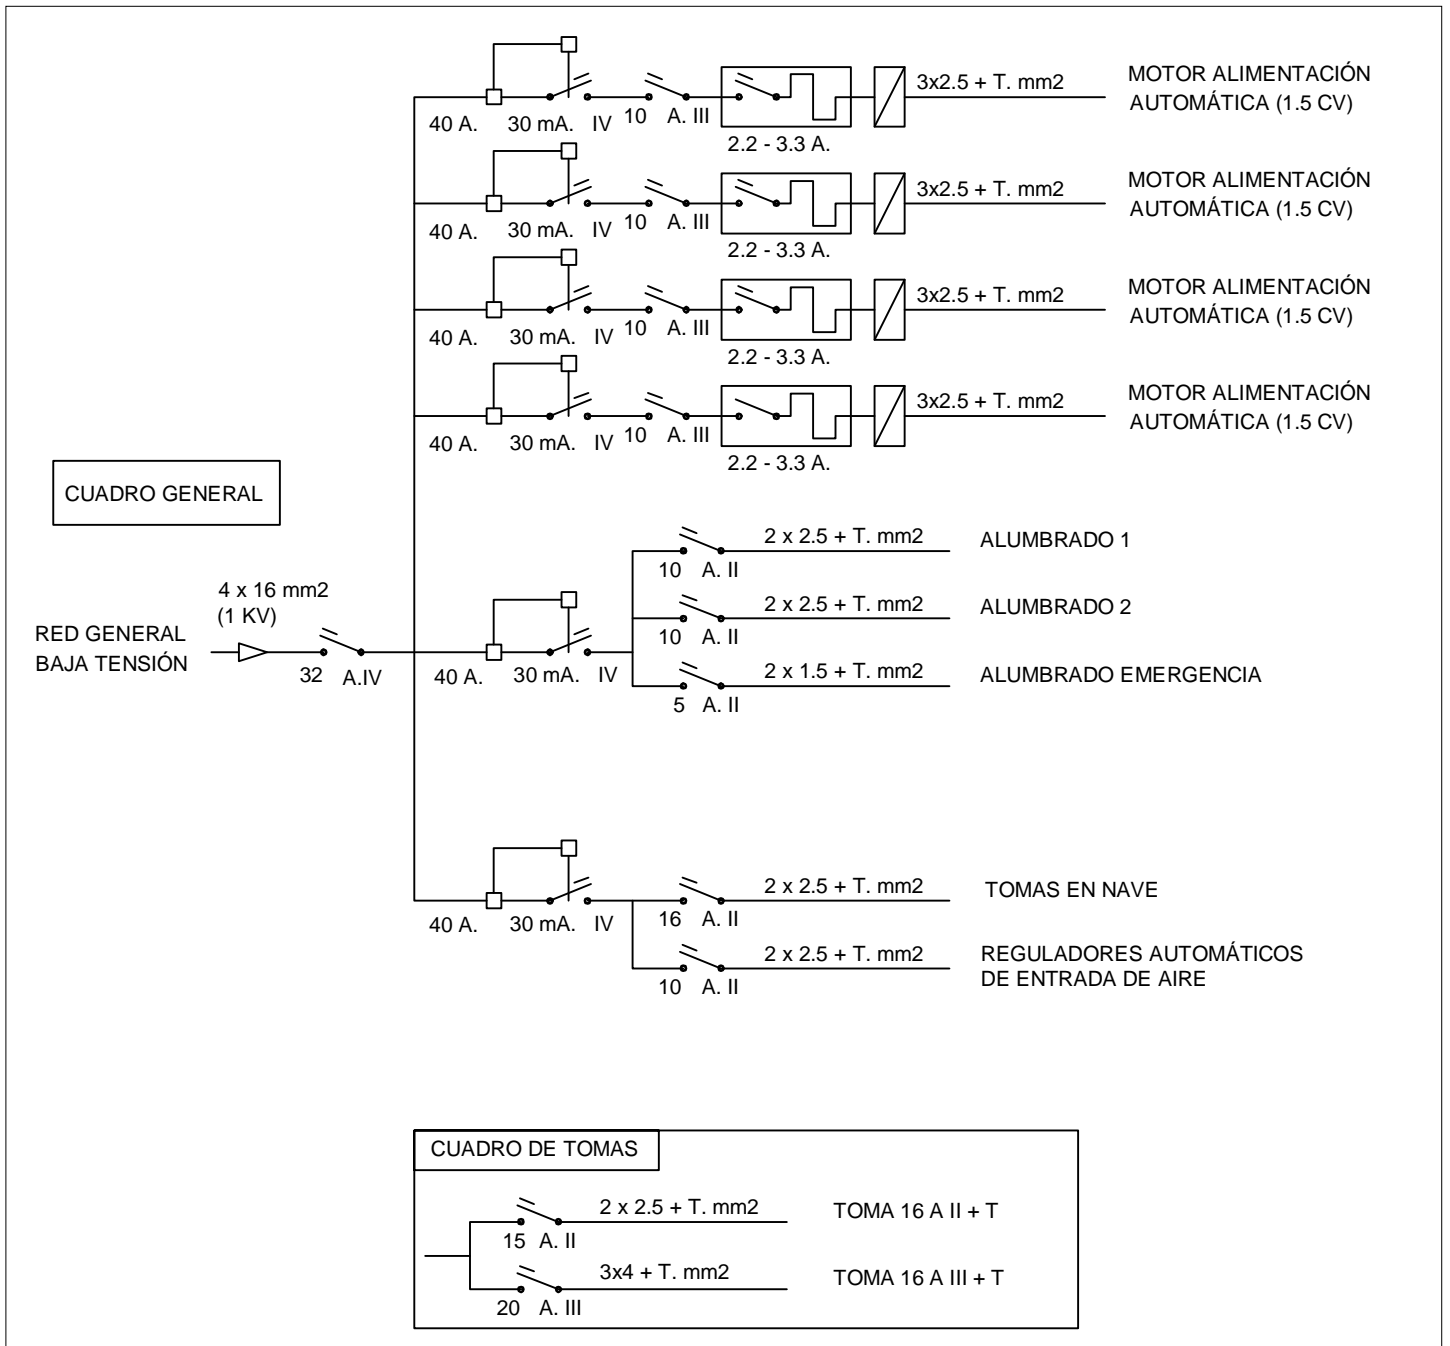 3x2.5 + T. mm2
MOTOR ALIMENTACIÓN
AUTOMÁTICA (1.5 CV)
40 A. 30 mA. IV 10 A. III
2.2 - 3.3 A.
3x2.5 + T. mm2
MOTOR ALIMENTACIÓN
AUTOMÁTICA (1.5 CV)
40 A. 30 mA. IV 10 A. III
2.2 - 3.3 A.
3x2.5 + T. mm2
MOTOR ALIMENTACIÓN
AUTOMÁTICA (1.5 CV)
40 A. 30 mA. IV 10 A. III
2.2 - 3.3 A.
3x2.5 + T. mm2
MOTOR ALIMENTACIÓN
AUTOMÁTICA (1.5 CV)
40 A. 30 mA. IV 10 A. III
2.2 - 3.3 A.
CUADRO GENERAL
4 x 16 mm2
(1 KV)
RED GENERAL
BAJA TENSIÓN
32 A.IV
40 A. 30 mA. IV
2 x 2.5 + T. mm2 ALUMBRADO 1
10 A. II
2 x 2.5 + T. mm2 ALUMBRADO 2
10 A. II
2 x 1.5 + T. mm2 ALUMBRADO EMERGENCIA
5 A. II
40 A. 30 mA. IV
2 x 2.5 + T. mm2 TOMAS EN NAVE
16 A. II
2 x 2.5 + T. mm2 REGULADORES AUTOMÁTICOS
DE ENTRADA DE AIRE
10 A. II
CUADRO DE TOMAS
2 x 2.5 + T. mm2 TOMA 16 A II + T
15 A. II
3x4 + T. mm2 TOMA 16 A III + T
20 A. III